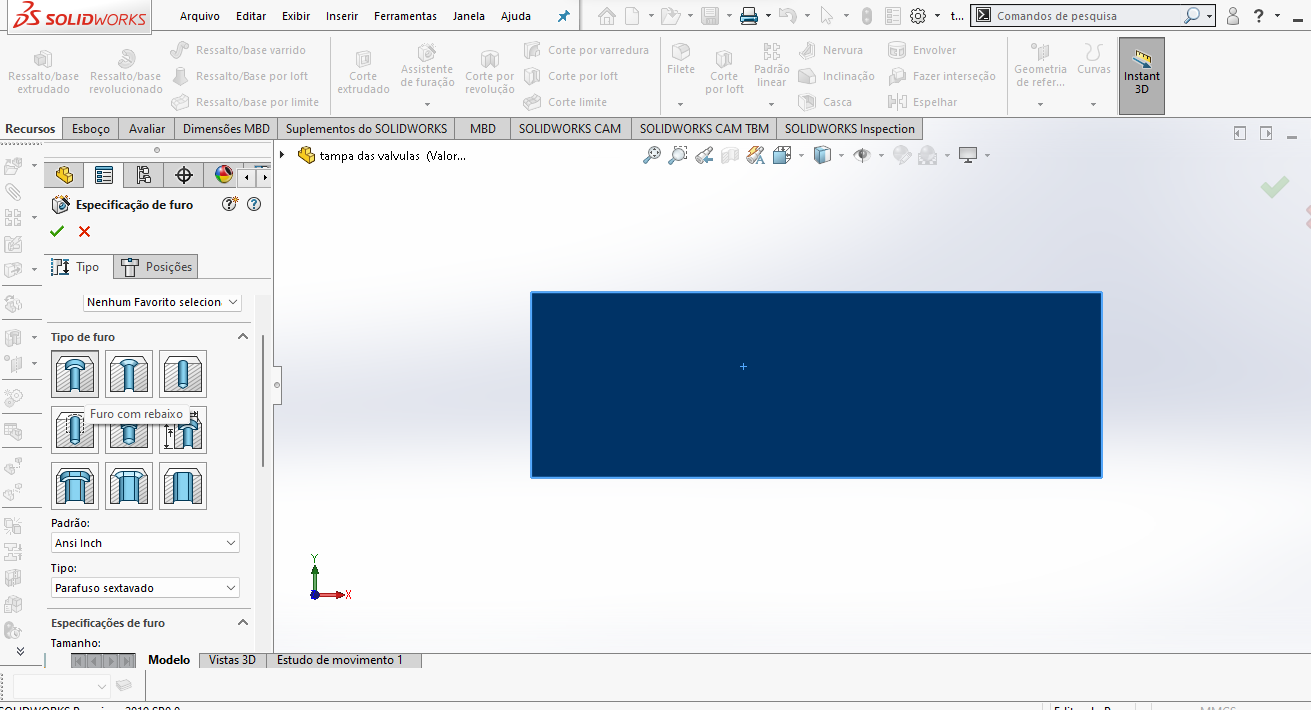 SOLIDWORKS Arquivo Editar Exibir Inserir Ferramentas Janela Ajuda t... Comandos de pesquisa ?
Ressalto/base extrudado
Ressalto/base revolucionado
Ressalto/base varrido
Ressalto/Base por loft
Ressalto/base por limite
Corte extrudado
Assistente de furação
Corte por revolução
Corte por varredura
Corte por loft
Corte limite
Filete
Corte por loft
Padrão linear
Nervura
Inclinação
Casca
Envolver
Fazer interseção
Espelhar
Geometria de refer...
Curvas
Instant 3D
Recursos Esboço Avaliar Dimensões MBD Suplementos do SOLIDWORKS MBD SOLIDWORKS CAM SOLIDWORKS CAM TBM SOLIDWORKS Inspection
tampa das valvulas (Valor...
Especificação de furo
Tipo Posições
Nenhum Favorito selecion
Tipo de furo
Furo com rebaixo
Padrão:
Ansi Inch
Tipo:
Parafuso sextavado
Especificações de furo
Tamanho:
Y
X
Modelo Vistas 3D Estudo de movimento 1